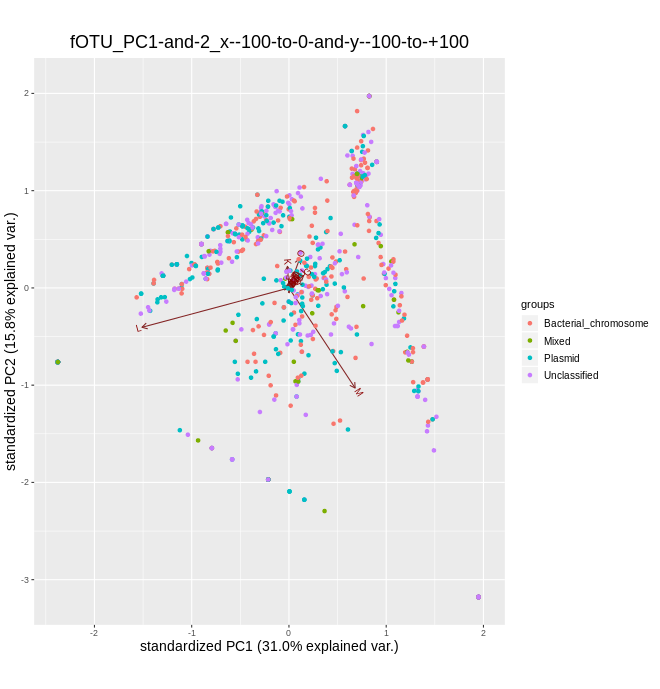 fOTU_PC1-and-2_x--100-to-0-and-y--100-to-+100
standardized PC2 (15.8% explained var.)
2
1
0
-1
-2
-3
K
L
M
-2
-1
0
1
2
standardized PC1 (31.0% explained var.)
groups
Bacterial_chromosome
Mixed
Plasmid
Unclassified